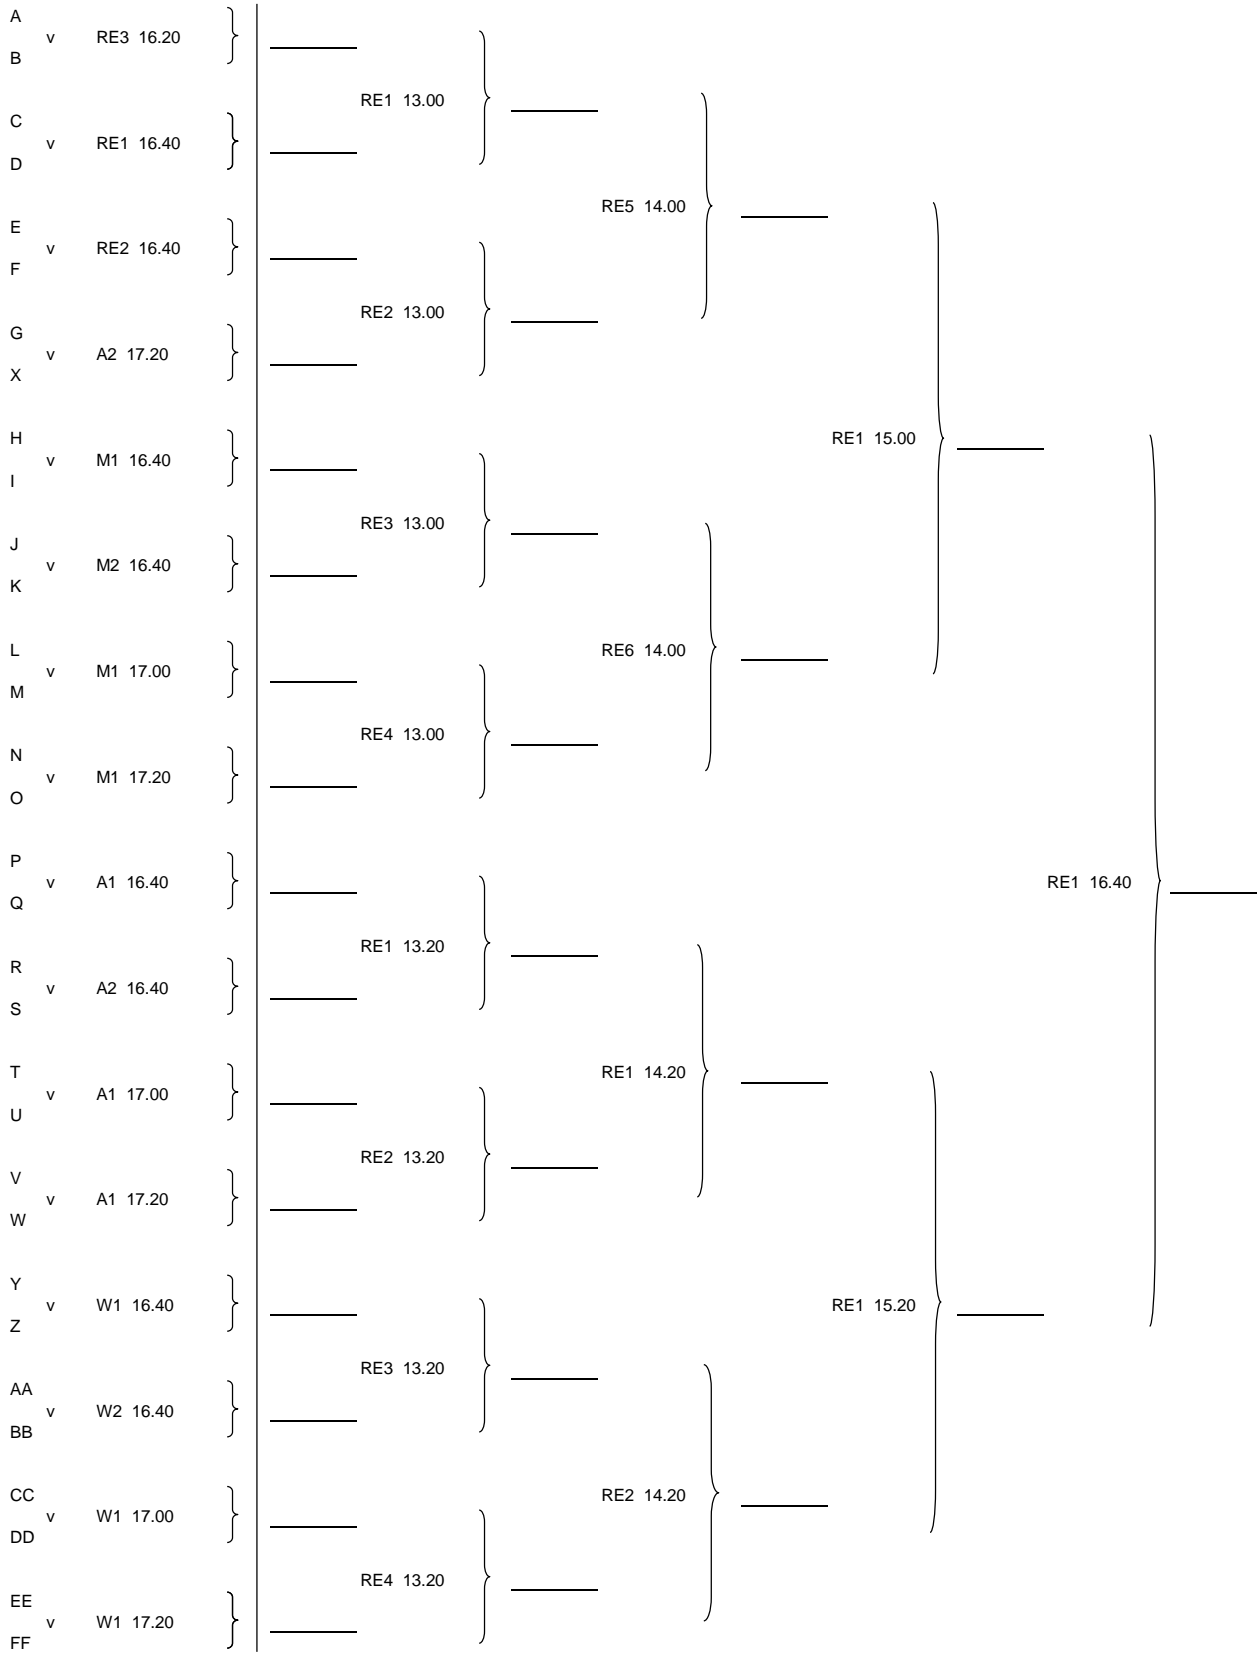 A
v RE3 16.20
B
RE1 13.00
C
v RE1 16.40
D
RE5 14.00
E
v RE2 16.40
F
RE2 13.00
G
v A2 17.20
X
H
RE1 15.00
v M1 16.40
I
RE3 13.00
J
v M2 16.40
K
RE6 14.00
L
v M1 17.00
M
RE4 13.00
N
v M1 17.20
O
P
v A1 16.40
RE1 16.40
Q
RE1 13.20
R
v A2 16.40
S
RE1 14.20
T
v A1 17.00
U
RE2 13.20
V
v A1 17.20
W
Y
v W1 16.40
RE1 15.20
Z
RE3 13.20
AA
v W2 16.40
BB
CC
RE2 14.20
v W1 17.00
DD
RE4 13.20
EE
v W1 17.20
FF